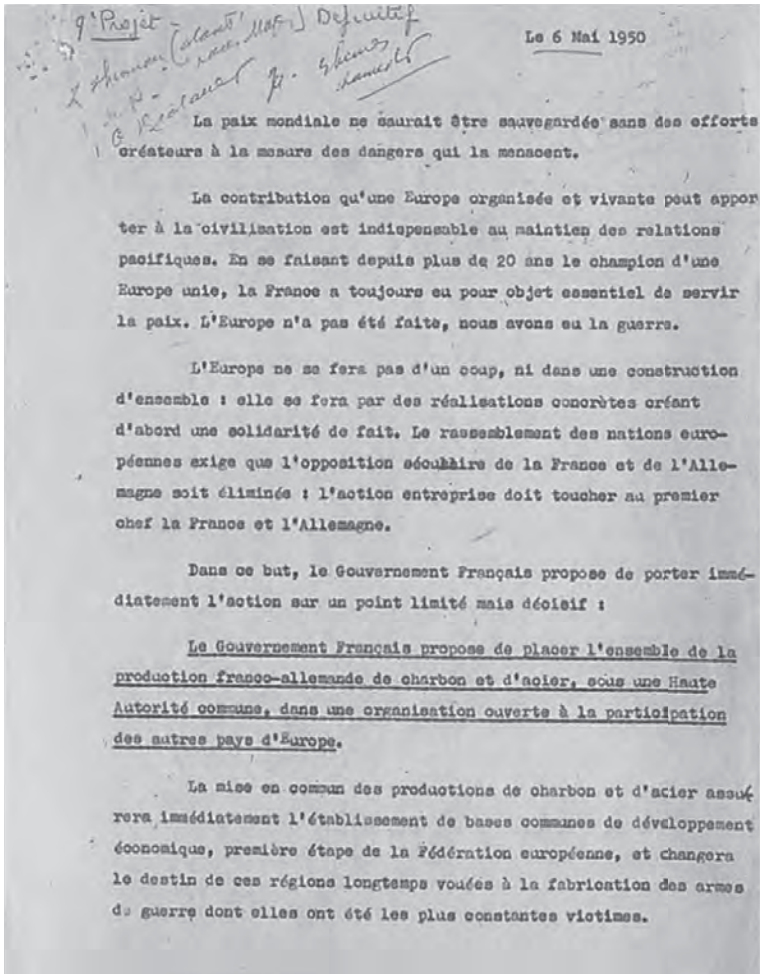 9e Projet - Definitif
Le 6 Mai 1950
La paix mondiale ne saurait être sauvegardée sans des efforts
créateurs à la mesure des dangers qui la menacent.
La contribution qu'une Europe organisée et vivante peut appor
ter à la civilisation est indispensable au maintien des relations
pacifiques. En se faisant depuis plus de 20 ans le champion d'une
Europe unie, la France a toujours eu pour objet essentiel de servir
la paix. L'Europe n'a pas été faite, nous avons eu la guerre.
L'Europe ne se fera pas d'un coup, ni dans une construction
d'ensemble : elle se fera par des réalisations concrètes créant
d'abord une solidarité de fait. Le rassemblement des nations euro-
péennes exige que l'opposition séculaire de la France et de l'Alle-
magne soit éliminée : l'action entreprise doit toucher au premier
chef la France et l'Allemagne.
Dans ce but, le Gouvernement Français propose de porter immé-
diatement l'action sur un point limité mais décisif :
Le Gouvernement Français propose de placer l'ensemble de la
production franco-allemande de charbon et d'acier, sous une Haute
Autorité commune, dans une organisation ouverte à la participation
des autres pays d'Europe.
La mise en commun des productions de charbon et d'acier assu
rera immédiatement l'établissement de bases communes de développement
économique, première étape de la Fédération européenne, et changera
le destin de ces régions longtemps vouées à la fabrication des armes
de guerre dont elles ont été les plus constantes victimes.